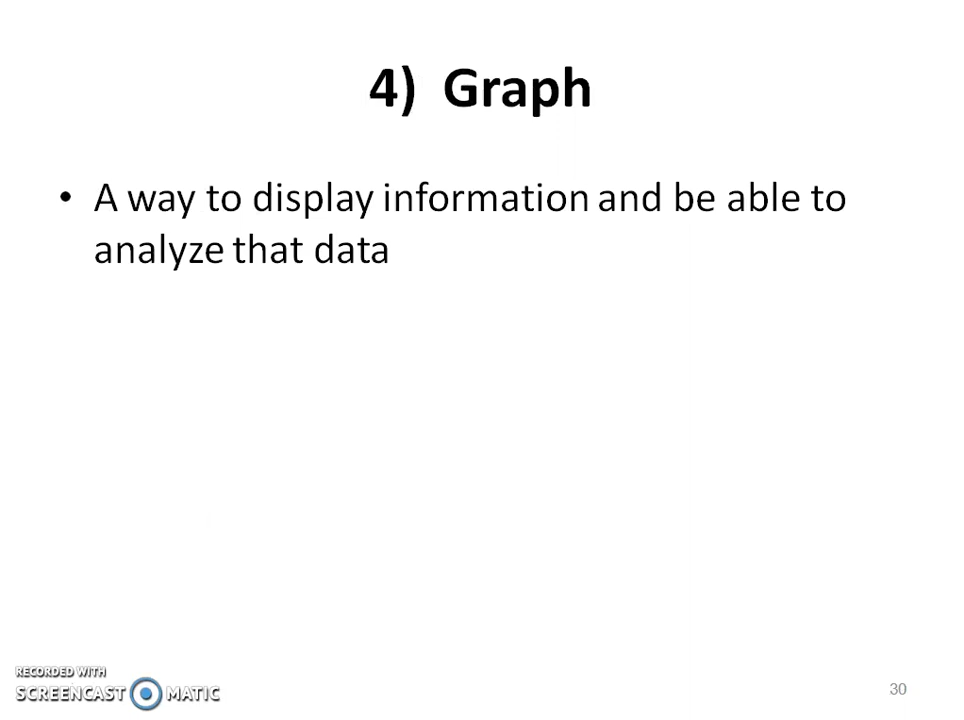 4) Graph
• A way to display information and be able to
analyze that data
RECORDED WITH
SCREENCAST MATIC
30